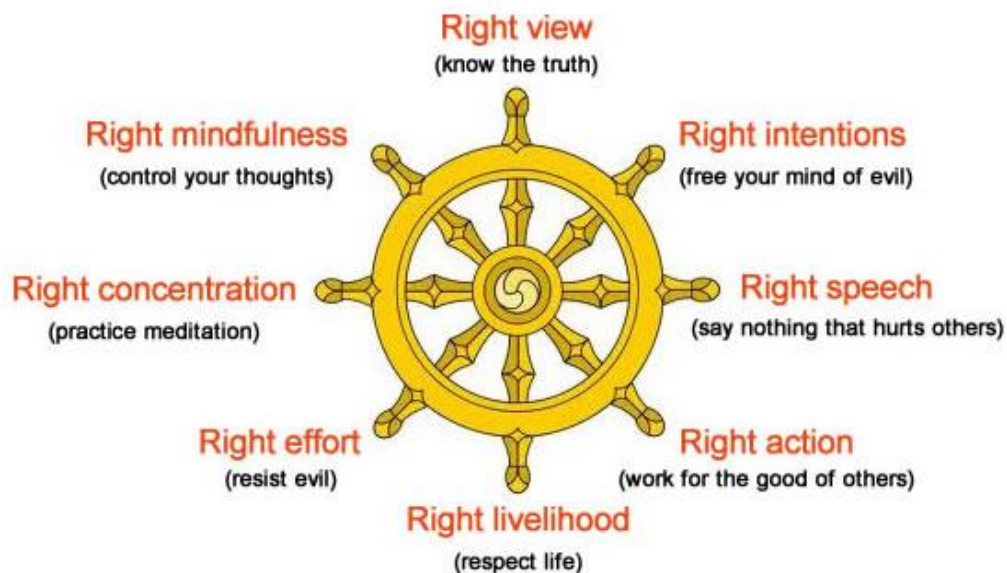 Right view
(know the truth)
Right mindfulness
(control your thoughts)
Right intentions
(free your mind of evil)
Right concentration
(practice meditation)
Right speech
(say nothing that hurts others)
Right effort
(resist evil)
Right action
(work for the good of others)
Right livelihood
(respect life)